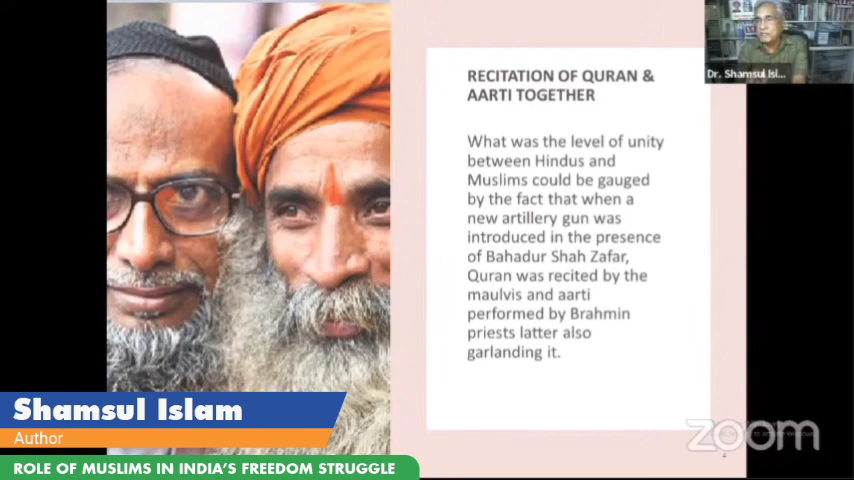 RECITATION OF QURAN &
AARTI TOGETHER
What was the level of unity
between Hindus and
Muslims could be gauged
by the fact that when a
new artillery gun was
introduced in the presence
of Bahadur Shah Zafar,
Quran was recited by the
maulvis and aarti
performed by Brahmin
priests latter also
garlanding it.
Dr. Shamsul Isl...
Shamsul Islam
Author
ROLE OF MUSLIMS IN INDIA'S FREEDOM STRUGGLE
zoom